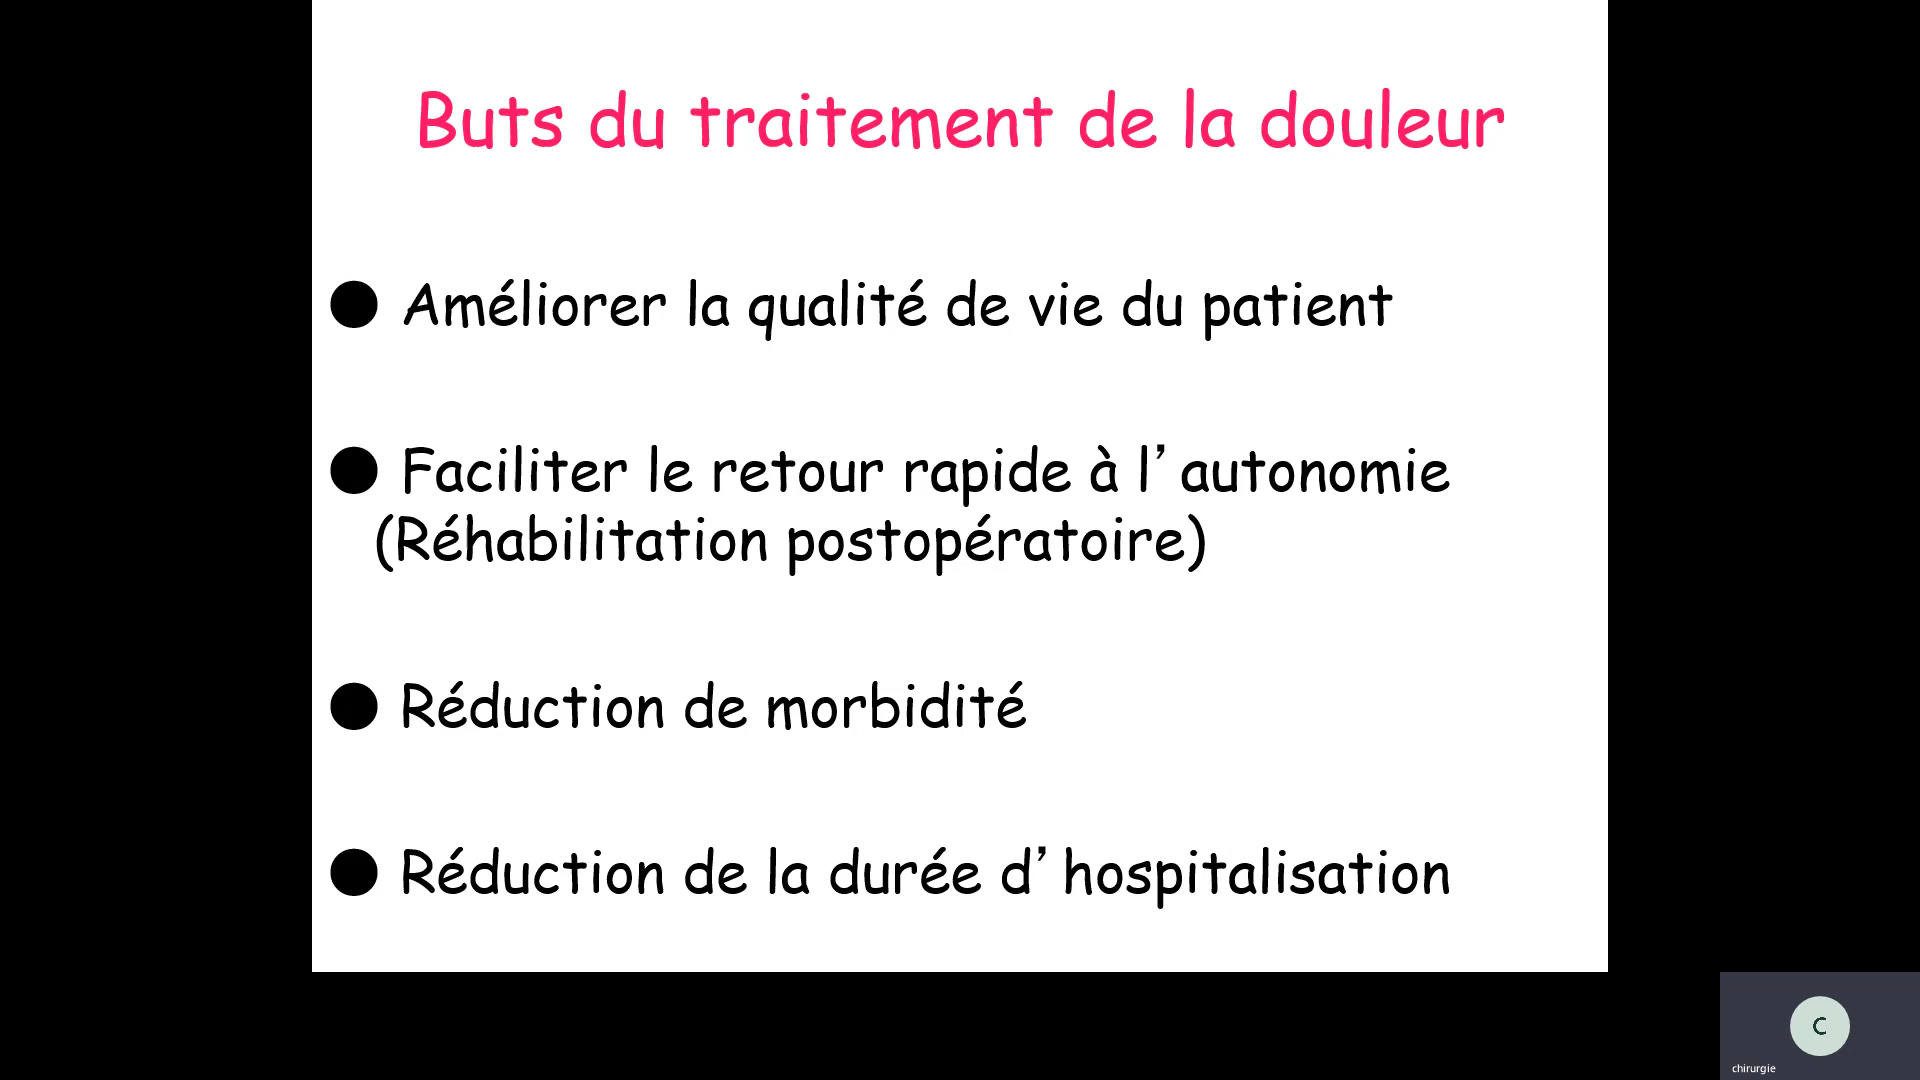 Buts du traitement de la douleur
● Améliorer la qualité de vie du patient
● Faciliter le retour rapide à l’autonomie
(Réhabilitation postopératoire)
● Réduction de morbidité
● Réduction de la durée d’hospitalisation
C
chirurgie